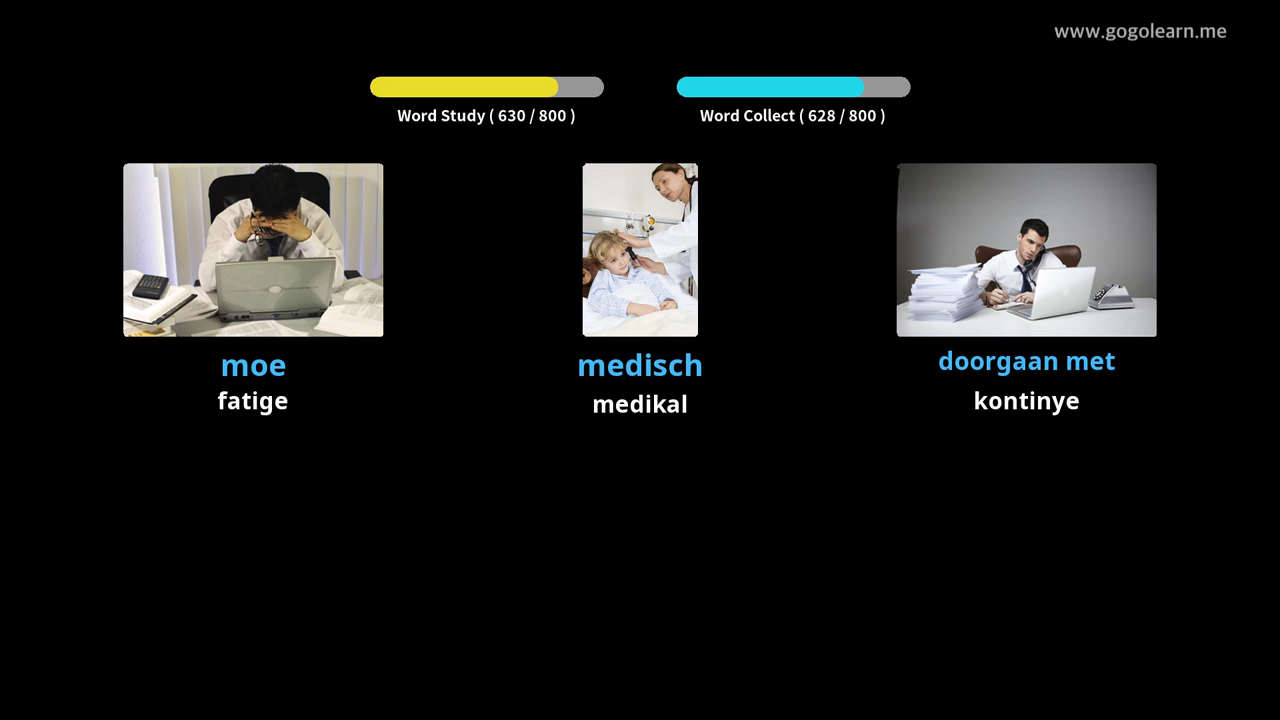 www.gogolearn.me
Word Study ( 630 / 800 )
Word Collect ( 628 / 800 )
moe
fatige
medisch
medikal
doorgaan met
kontinye